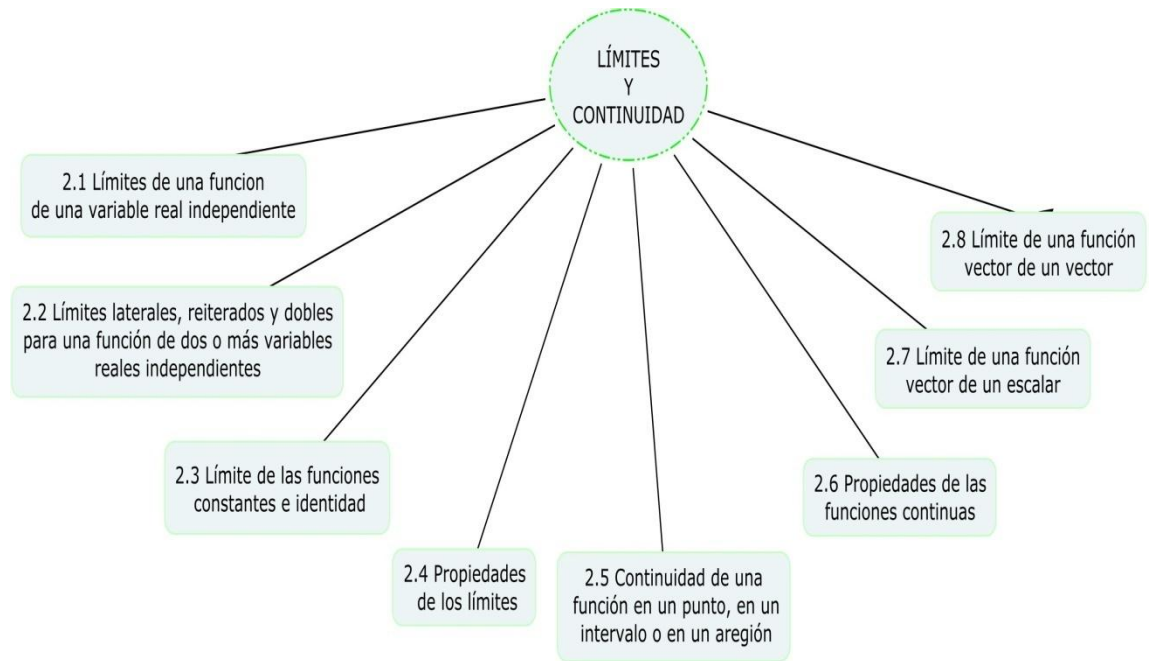 LÍMITES
Y
CONTINUIDAD
2.1 Límites de una funcion
de una variable real independiente
2.2 Límites laterales, reiterados y dobles
para una función de dos o más variables
reales independientes
2.3 Límite de las funciones
constantes e identidad
2.4 Propiedades
de los límites
2.5 Continuidad de una
función en un punto, en un
intervalo o en un aregión
2.6 Propiedades de las
funciones continuas
2.7 Límite de una función
vector de un escalar
2.8 Límite de una función
vector de un vector